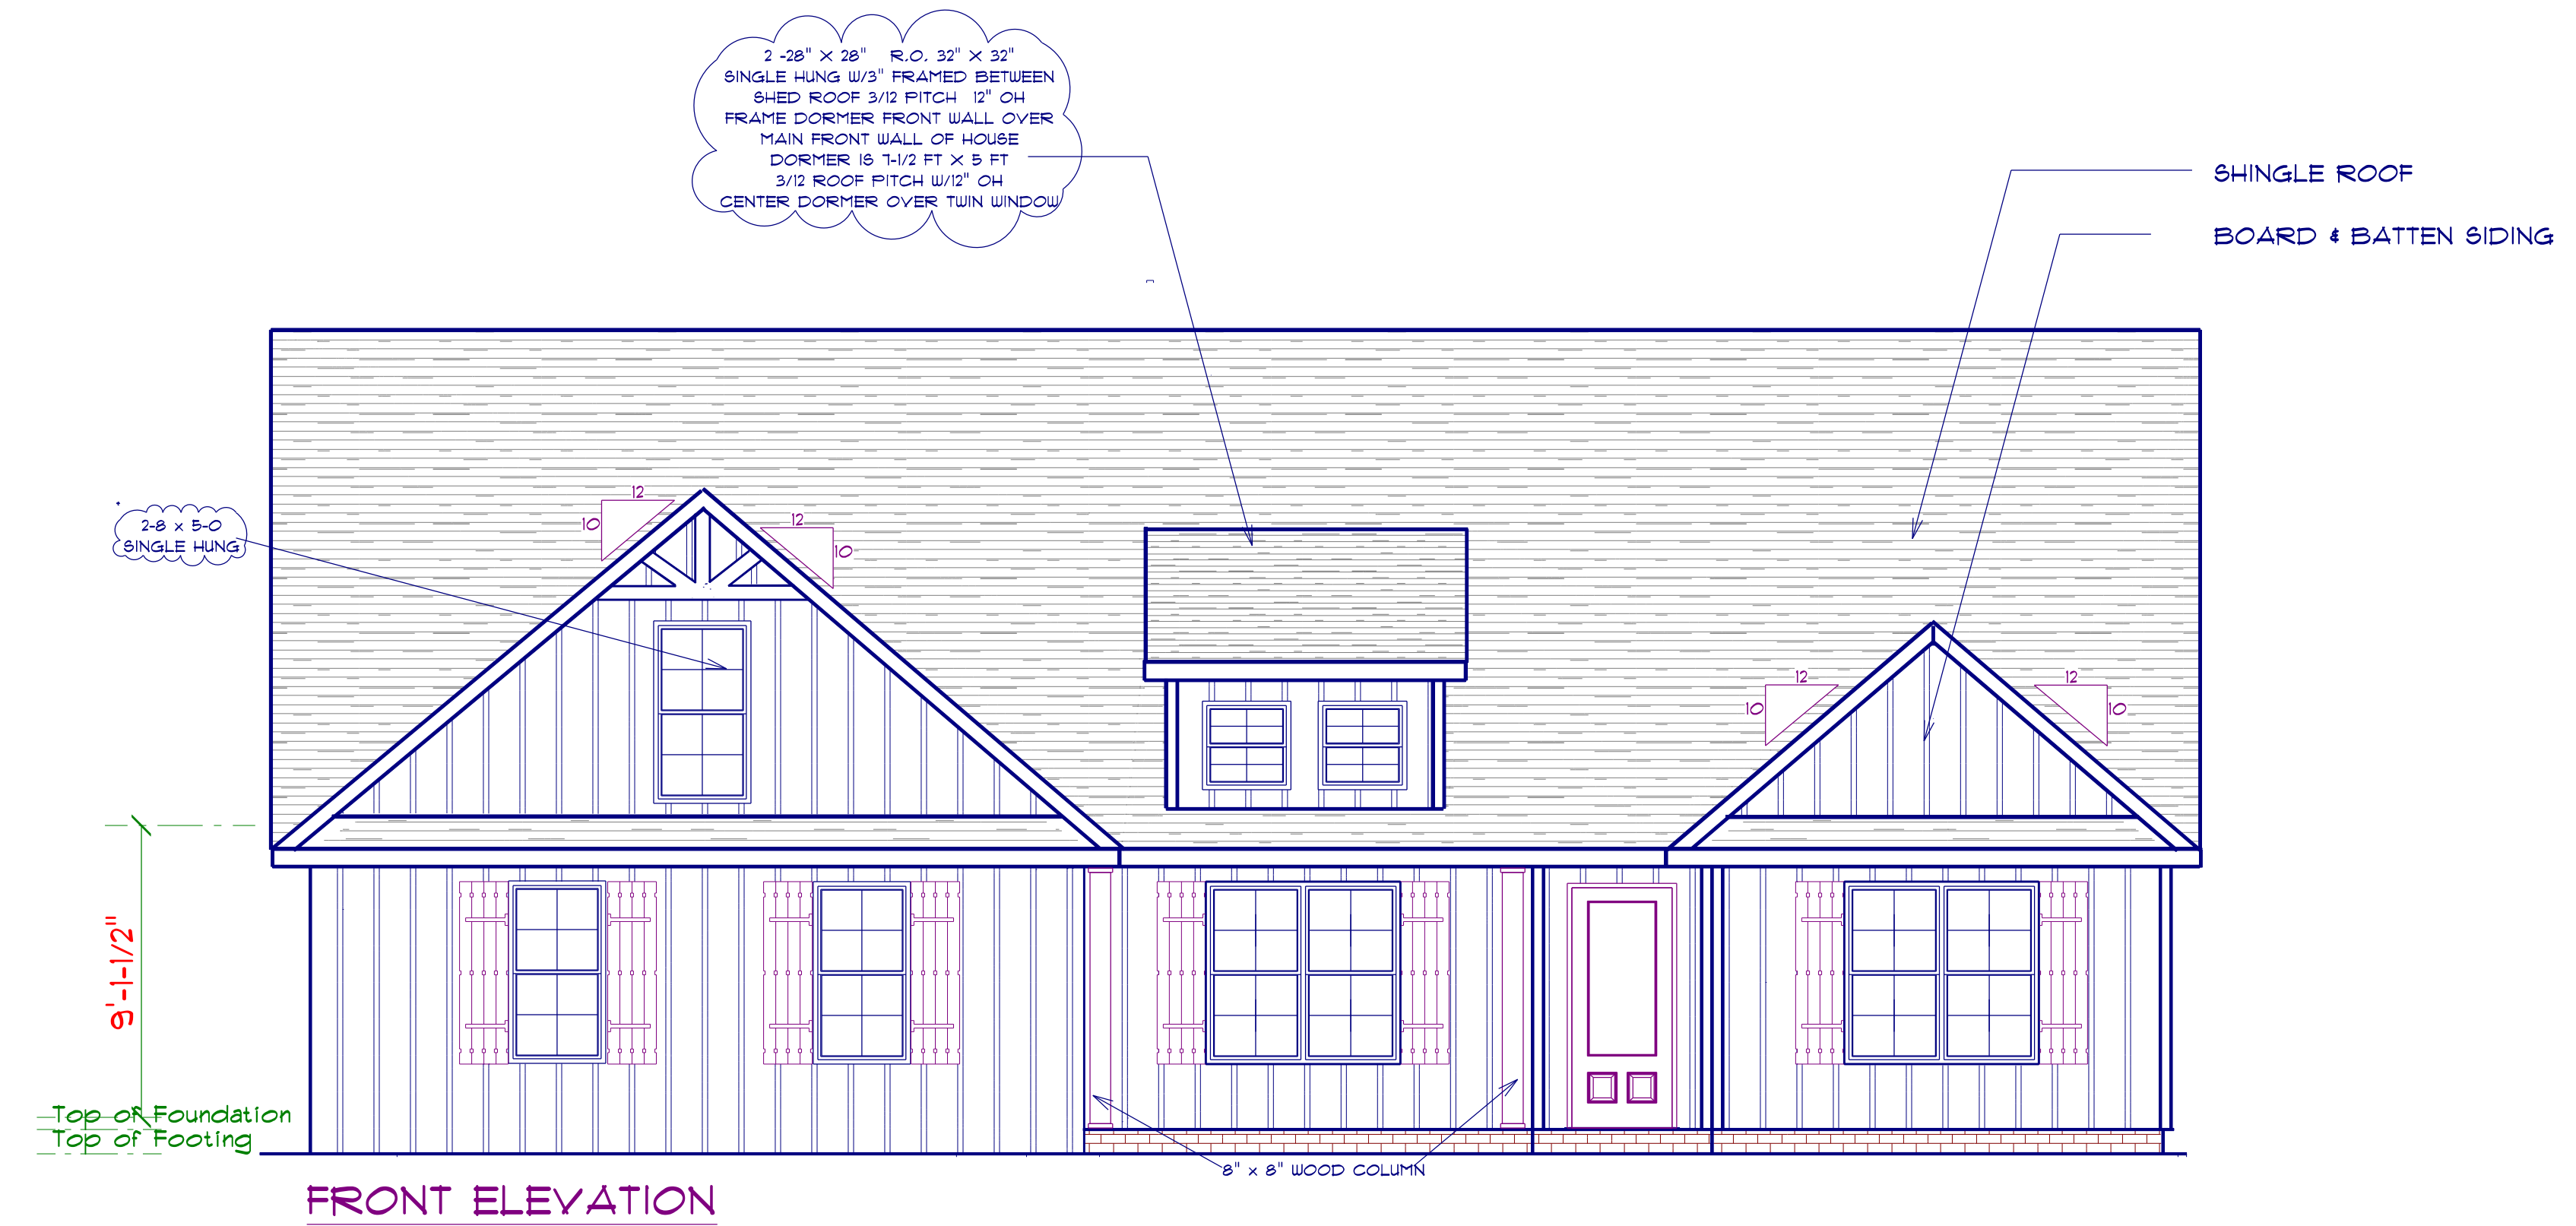 2 -28" X 28" R.O. 32" X 32"
SINGLE HUNG W/3" FRAMED BETWEEN
SHED ROOF 3/12 PITCH 12" OH
FRAME DORMER FRONT WALL OVER
MAIN FRONT WALL OF HOUSE
DORMER IS 7-1/2 FT X 5 FT
3/12 ROOF PITCH W/12" OH
CENTER DORMER OVER TWIN WINDOW
SHINGLE ROOF
BOARD & BATTEN SIDING
12
10
12
10
2-8 x 5-0
SINGLE HUNG
12
10
12
10
9'-1-1/2"
Top of Foundation
Top of Footing
8" x 8" WOOD COLUMN
FRONT ELEVATION